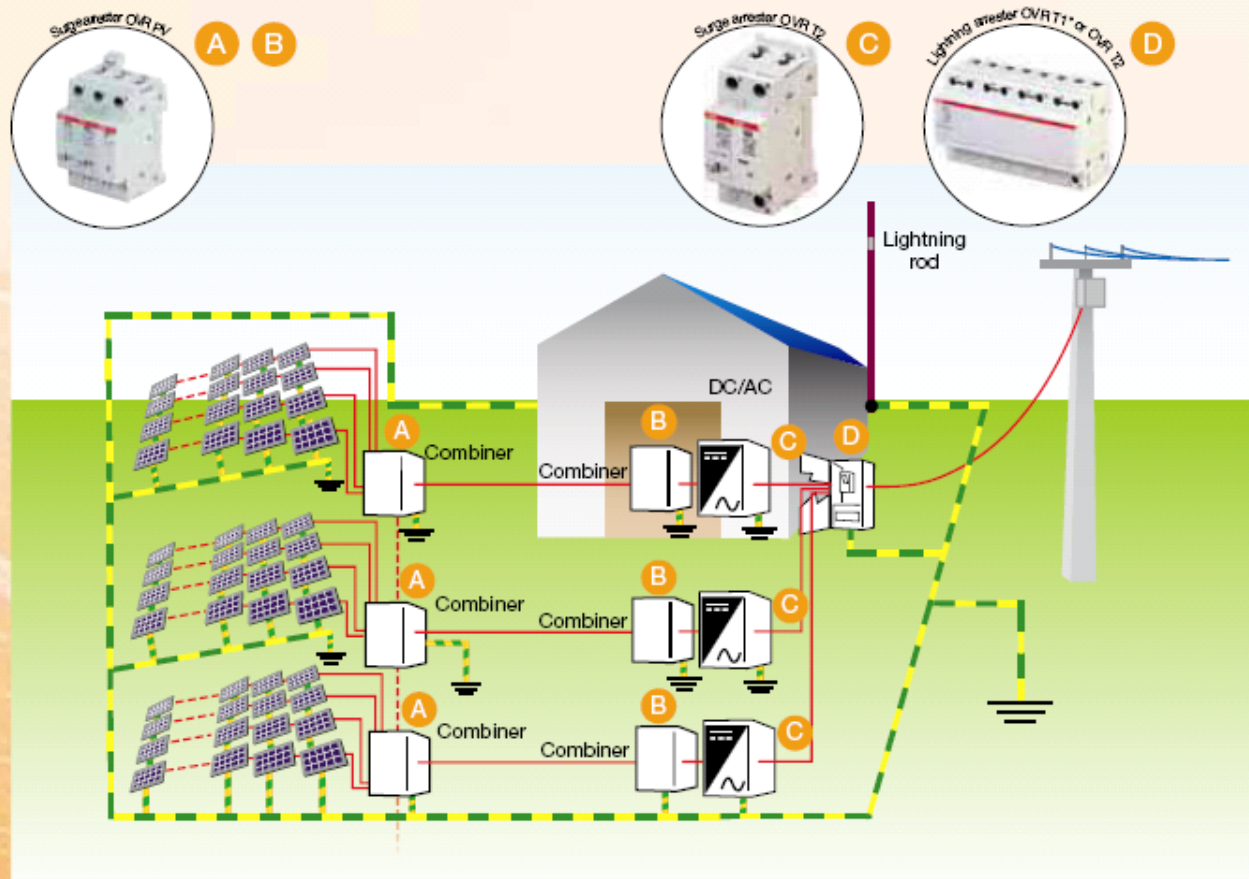 Surge arrester OVR PV
A B
Surge arrester OVR T2
C
Lightning arrester OVR T1* or OVR T2
D
Lightning
rod
DC/AC
A
Combiner
Combiner
B
C
D
A
Combiner
Combiner
B
C
A
Combiner
Combiner
B
C